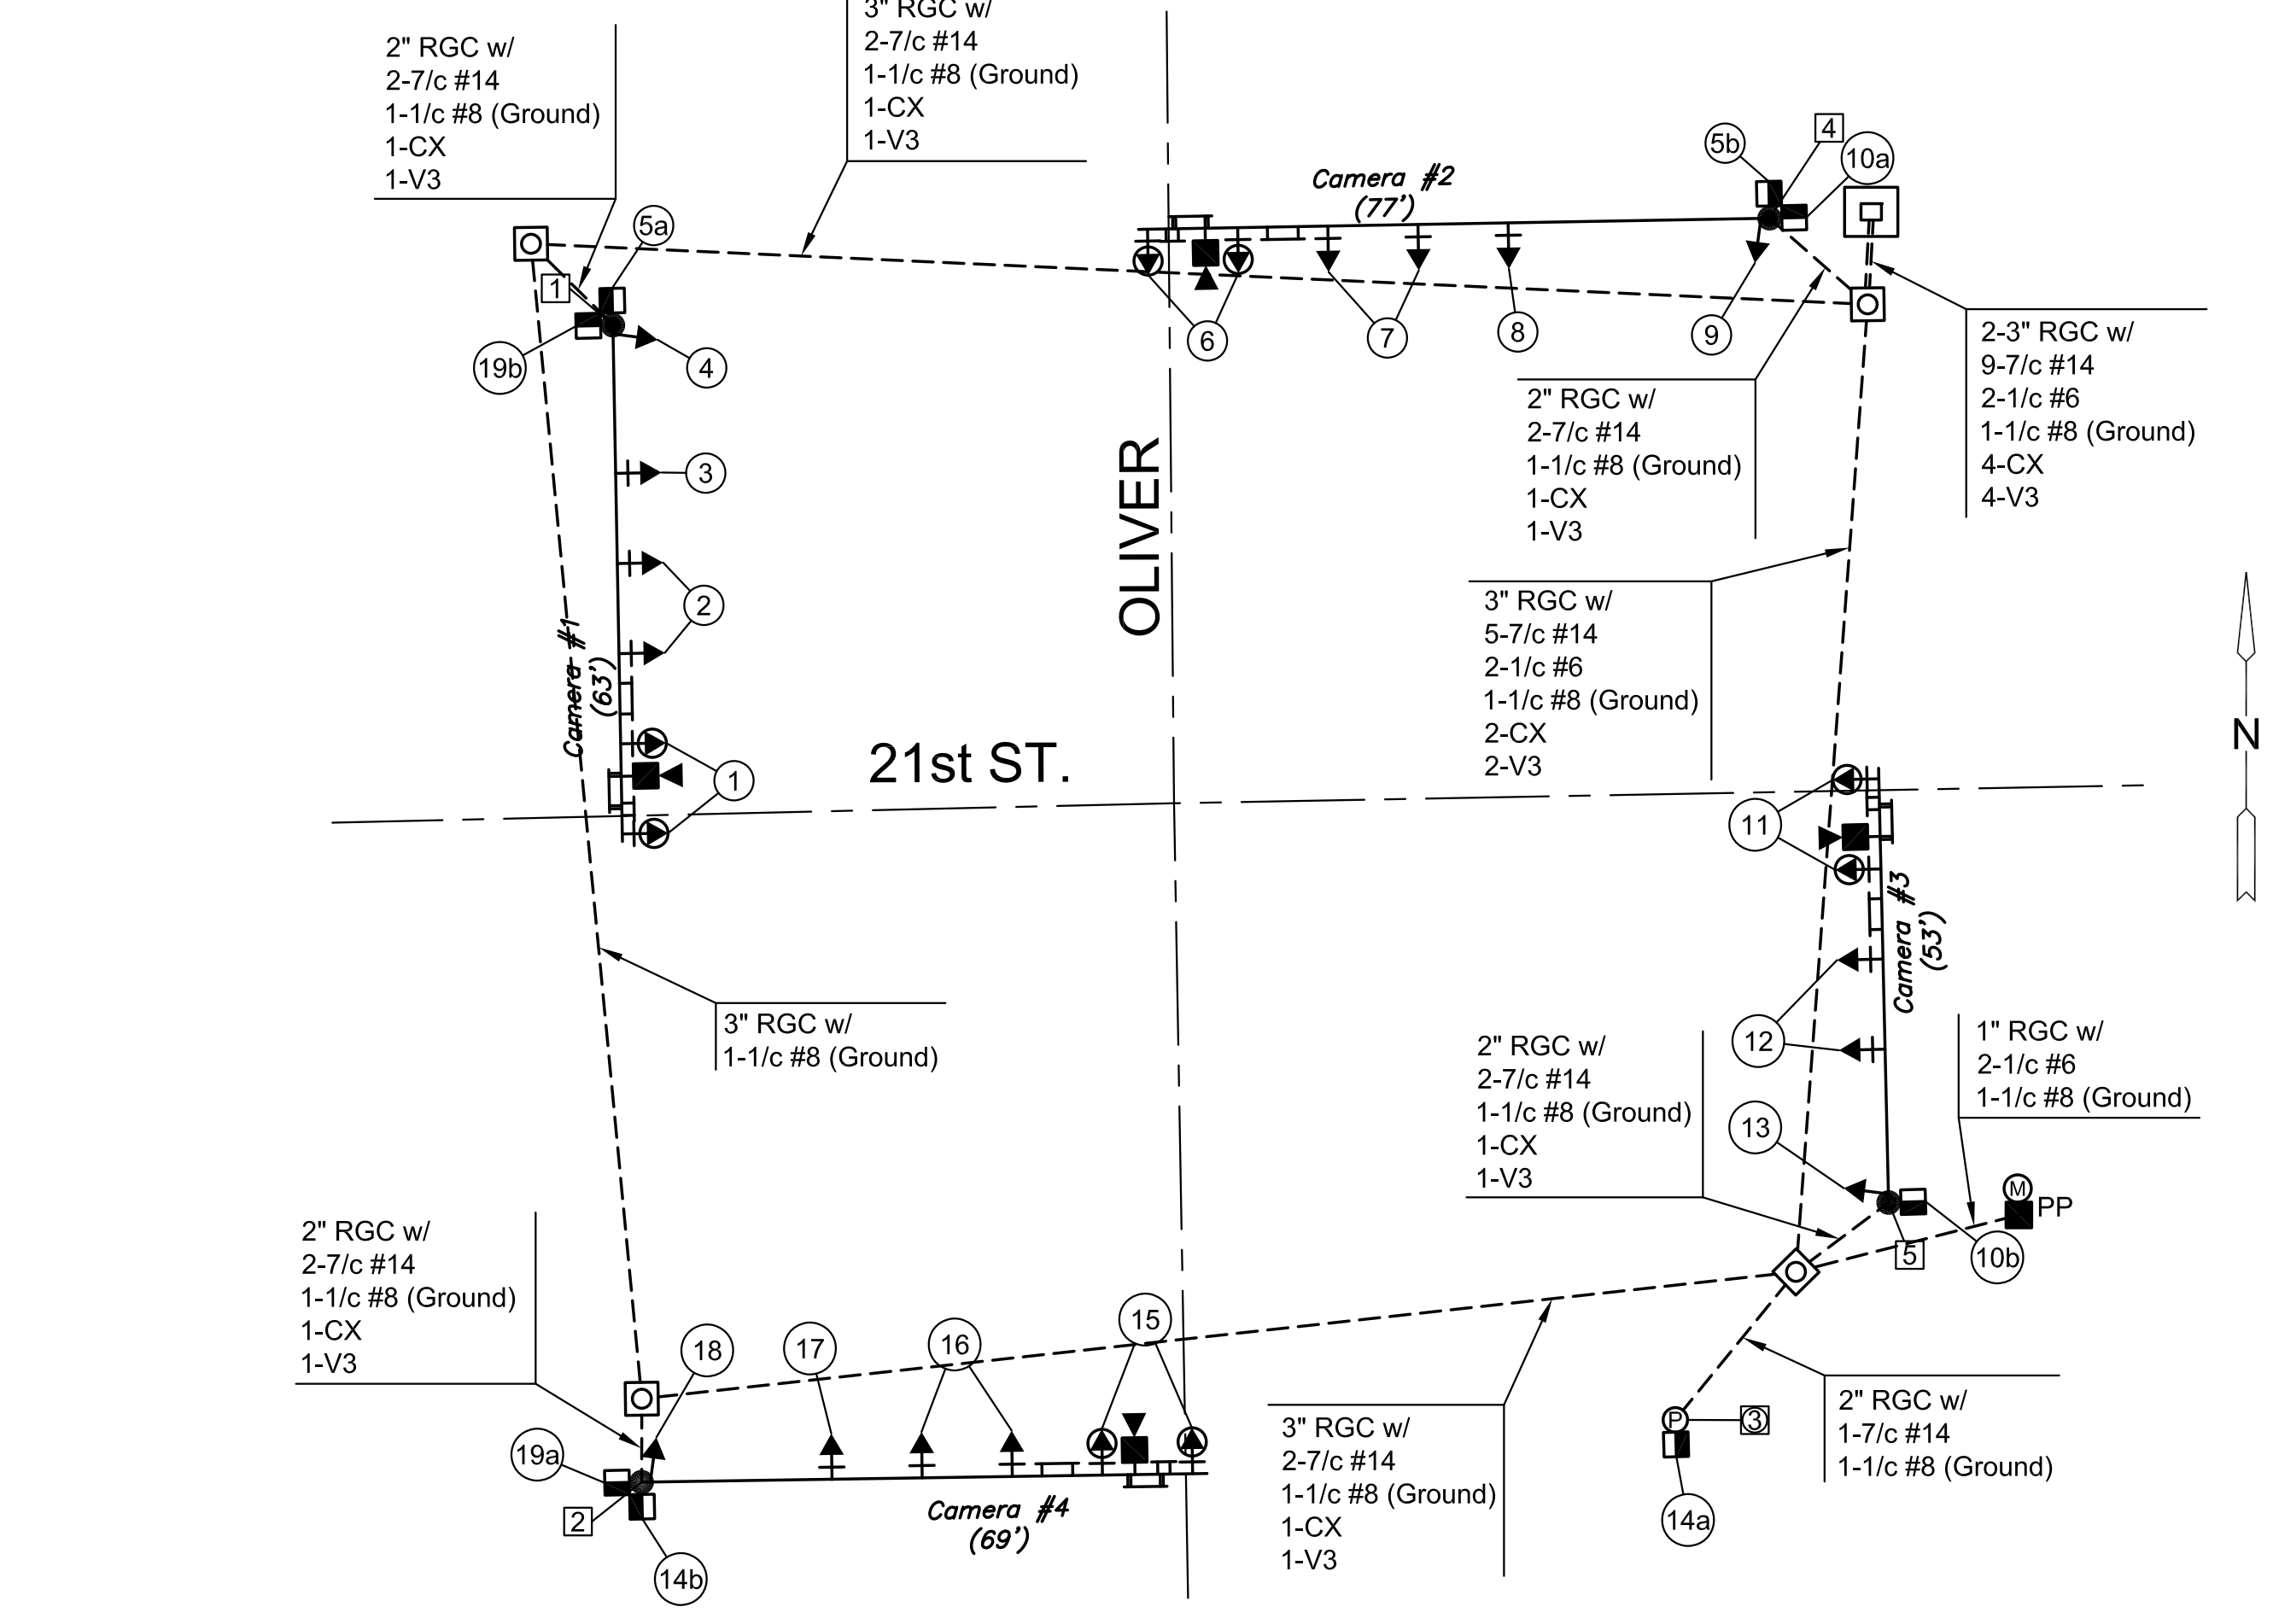 3" RGC w/
2-7/c #14
1-1/c #8 (Ground)
1-CX
1-V3
2" RGC w/
2-7/c #14
1-1/c #8 (Ground)
1-CX
1-V3
5a
1
19b
4
3
2
Camera #1
(63')
1
Camera #2
(77')
5b
4
10a
6
7
8
9
2-3" RGC w/
9-7/c #14
2-1/c #6
1-1/c #8 (Ground)
4-CX
4-V3
2" RGC w/
2-7/c #14
1-1/c #8 (Ground)
1-CX
1-V3
OLIVER
3" RGC w/
5-7/c #14
2-1/c #6
1-1/c #8 (Ground)
2-CX
2-V3
N
21st ST.
11
Camera #3
(53')
12
13
3" RGC w/
1-1/c #8 (Ground)
2" RGC w/
2-7/c #14
1-1/c #8 (Ground)
1-CX
1-V3
1" RGC w/
2-1/c #6
1-1/c #8 (Ground)
M
PP
5
10b
2" RGC w/
2-7/c #14
1-1/c #8 (Ground)
1-CX
1-V3
18
17
16
15
19a
2
14b
Camera #4
(69')
3" RGC w/
2-7/c #14
1-1/c #8 (Ground)
1-CX
1-V3
P
3
14a
2" RGC w/
1-7/c #14
1-1/c #8 (Ground)